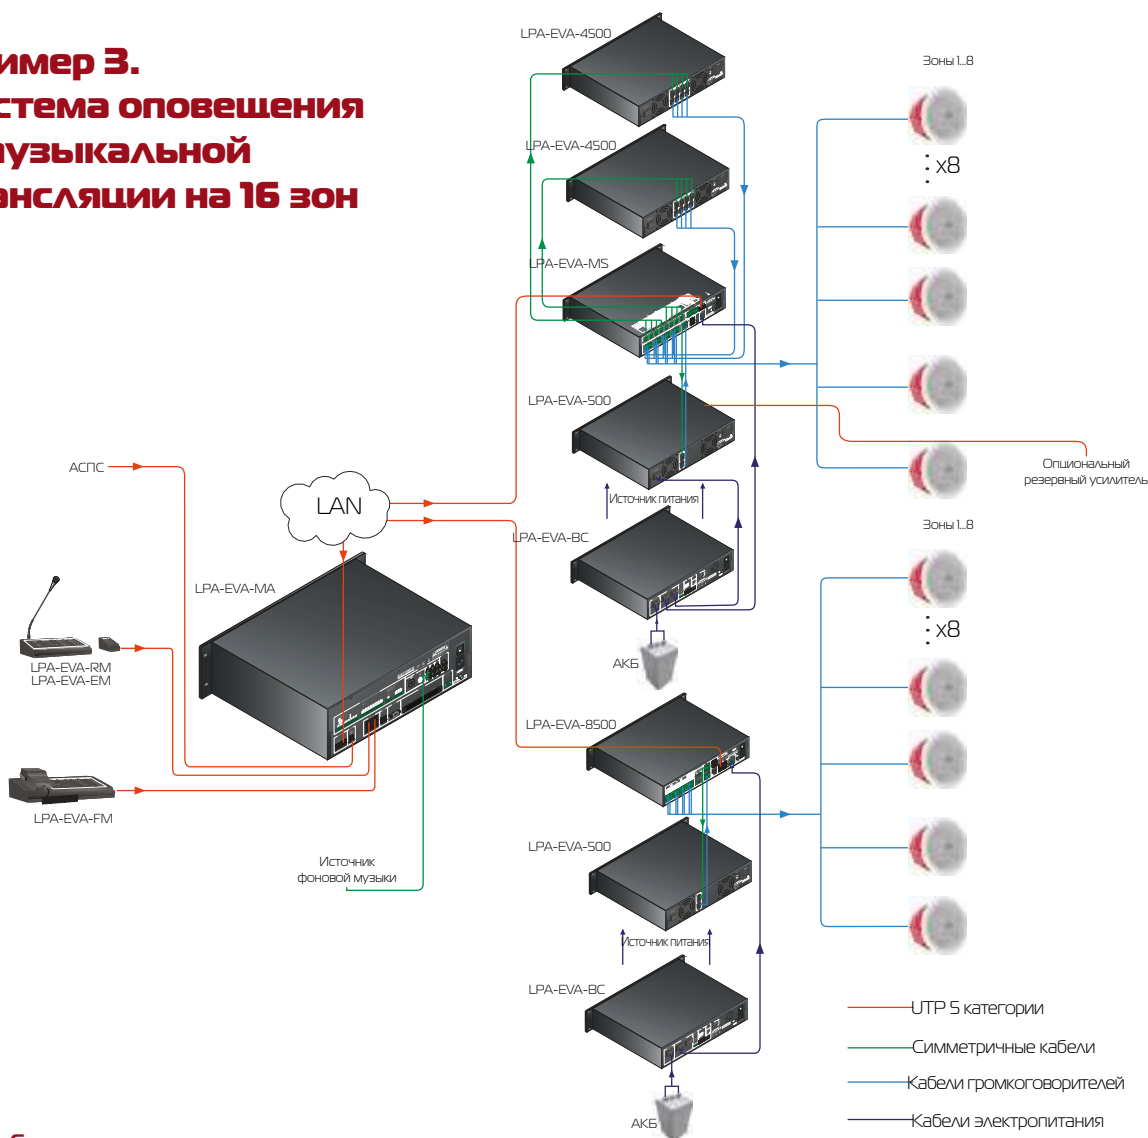 имер 3.
стема оповещения
узыкальной
ансляции на 16 зон
LPA-EVA-4500
Зоны 1...8
x8
LPA-EVA-4500
LPA-EVA-MS
LPA-EVA-500
АСПС
Опциональный
резервный усилитель
LAN
Источник питания
Зоны 1...8
LPA-EVA-BC
LPA-EVA-MA
x8
АКБ
LPA-EVA-RM
LPA-EVA-EM
LPA-EVA-8500
LPA-EVA-FM
LPA-EVA-500
Источник
фоновой музыки
Источник питания
LPA-EVA-BC
UTP 5 категории
Симметричные кабели
Кабели громкоговорителей
Кабели электропитания
АКБ